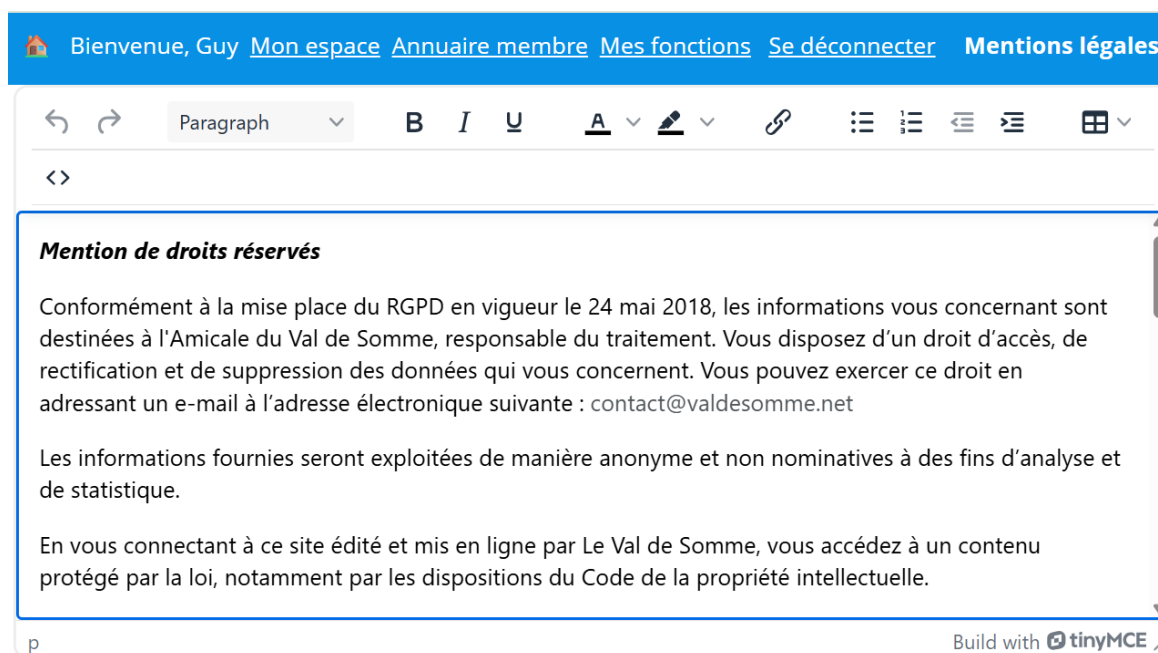 Bienvenue, Guy Mon espace Annuaire membre Mes fonctions Se déconnecter Mentions légales
Paragraph B I U A
Mention de droits réservés
Conformément à la mise place du RGPD en vigueur le 24 mai 2018, les informations vous concernant sont
destinées à l'Amicale du Val de Somme, responsable du traitement. Vous disposez d’un droit d’accès, de
rectification et de suppression des données qui vous concernent. Vous pouvez exercer ce droit en
adressant un e-mail à l’adresse électronique suivante : contact@valdesomme.net
Les informations fournies seront exploitées de manière anonyme et non nominatives à des fins d’analyse et
de statistique.
En vous connectant à ce site édité et mis en ligne par Le Val de Somme, vous accédez à un contenu
protégé par la loi, notamment par les dispositions du Code de la propriété intellectuelle.
p Build with tinyMCE